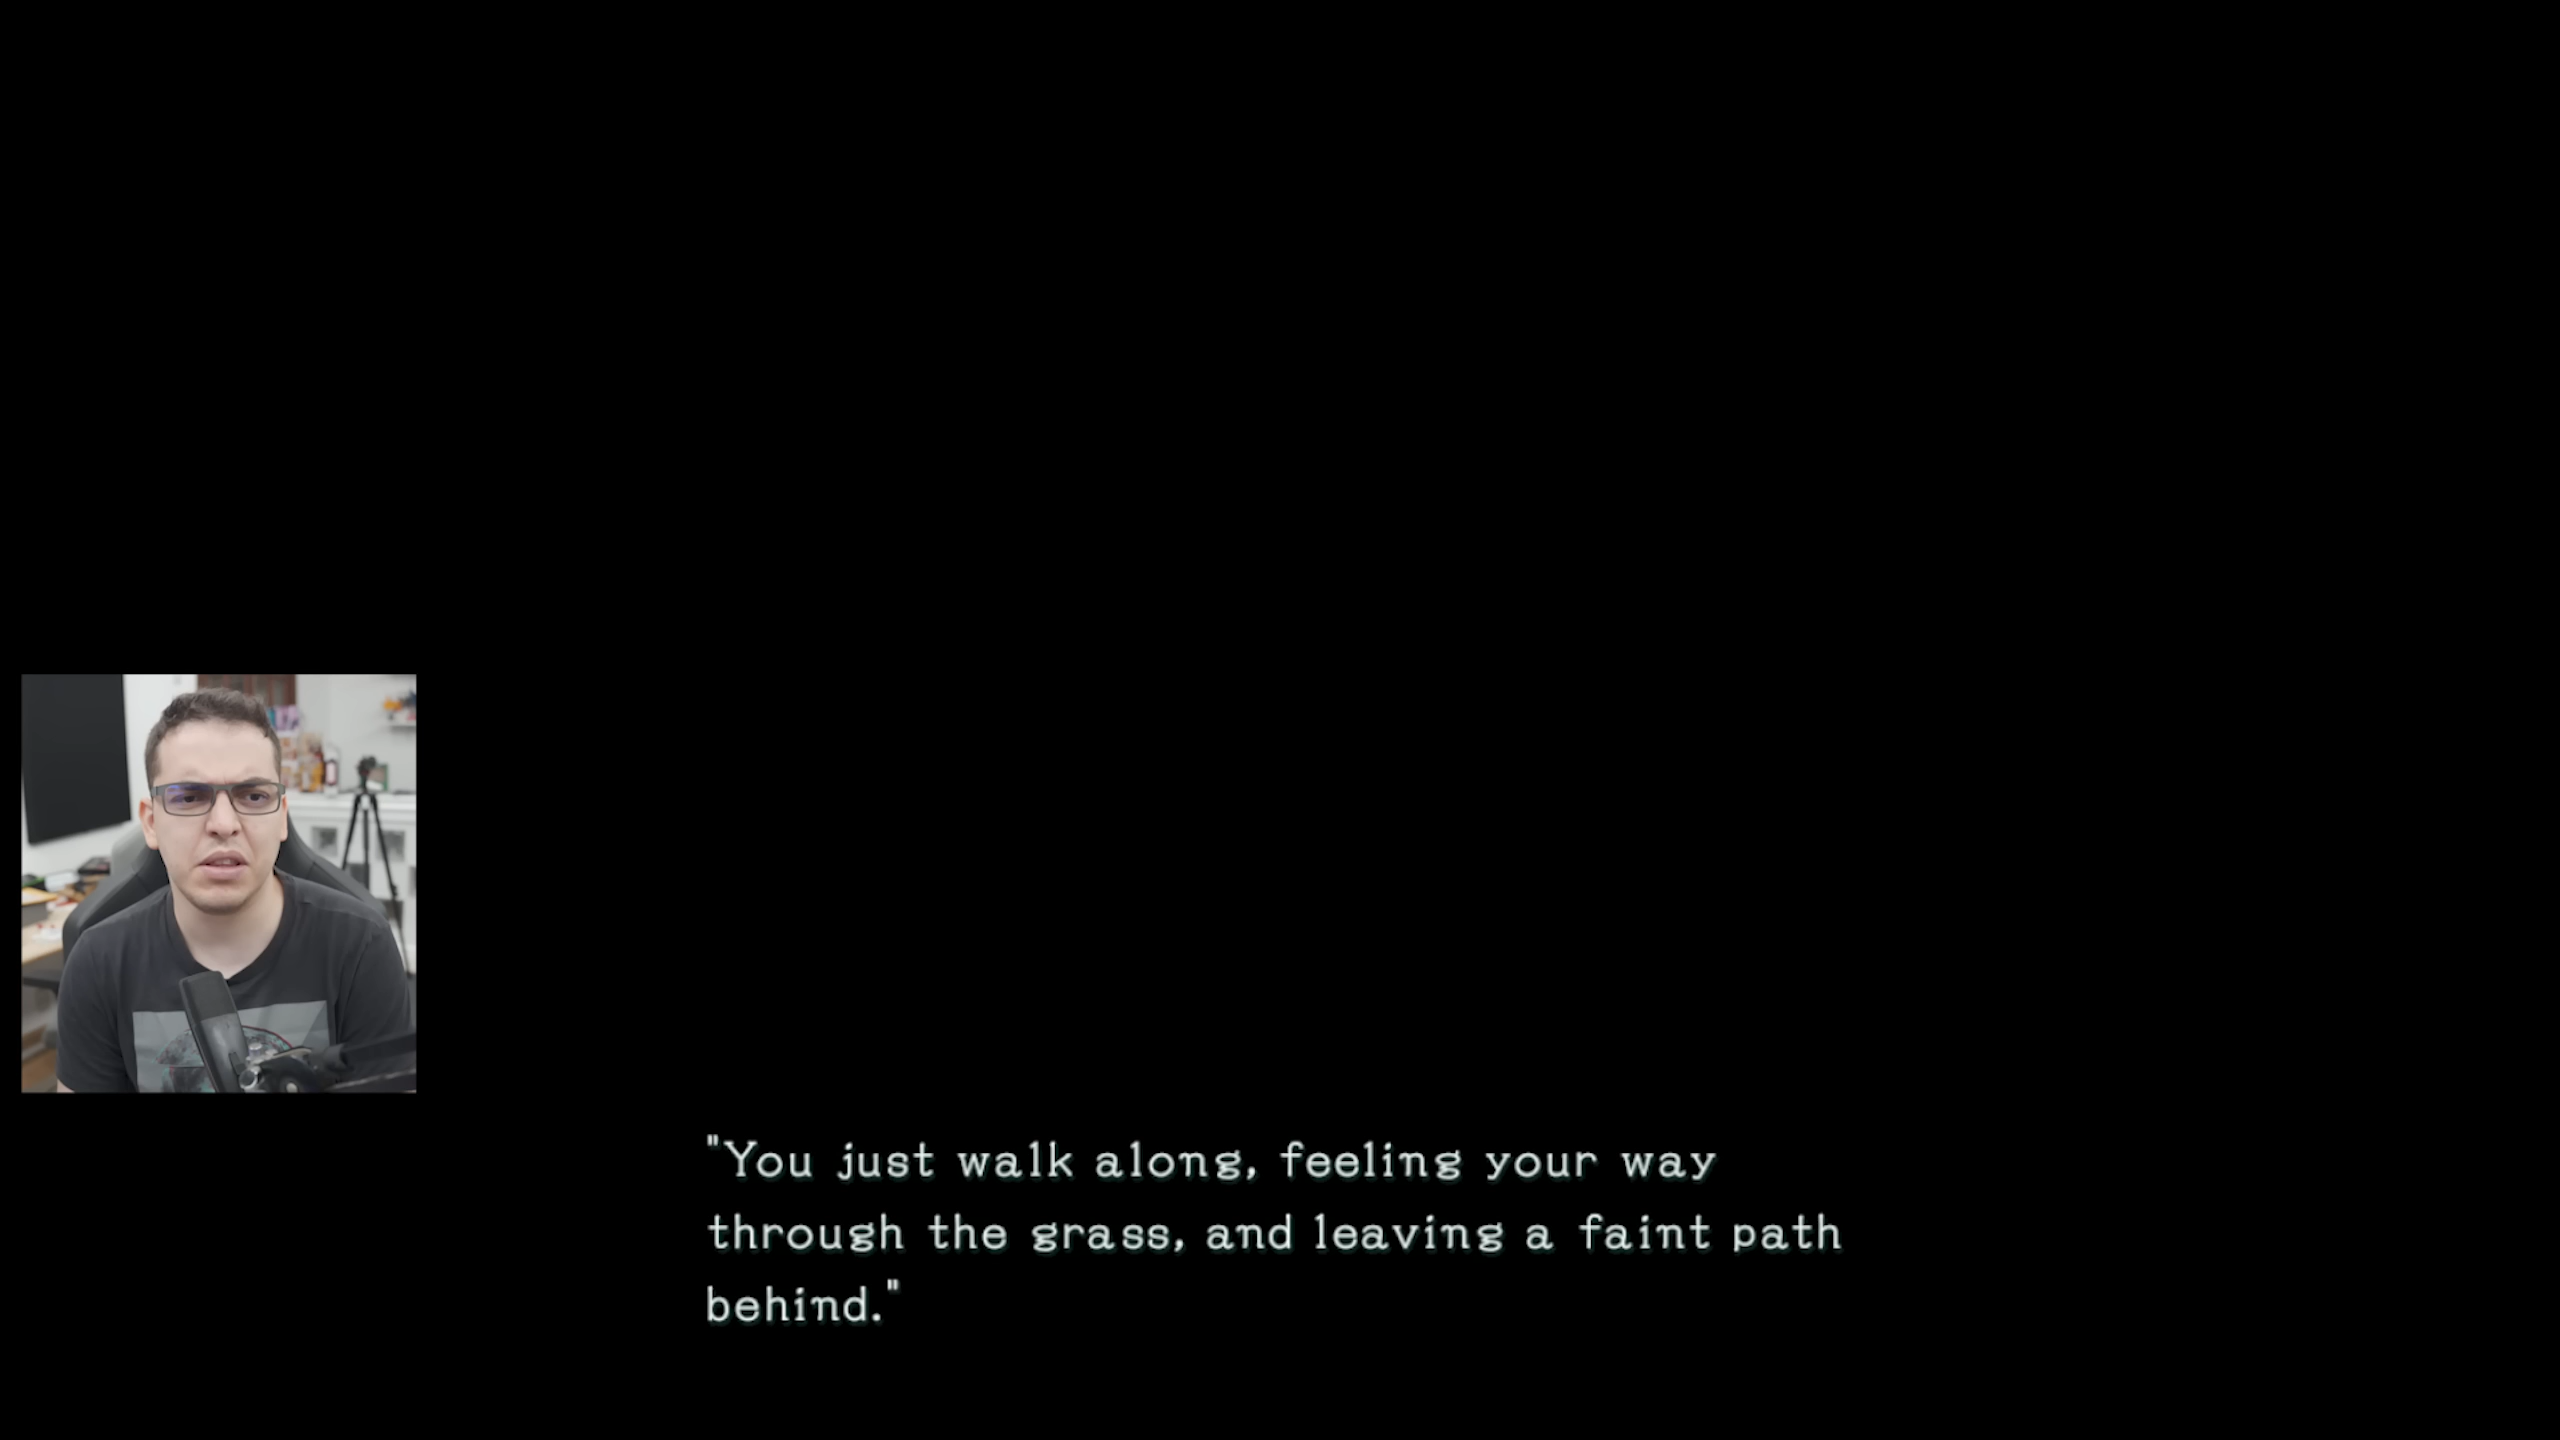 "You just walk along, feeling your way
through the grass, and leaving a faint path
behind."